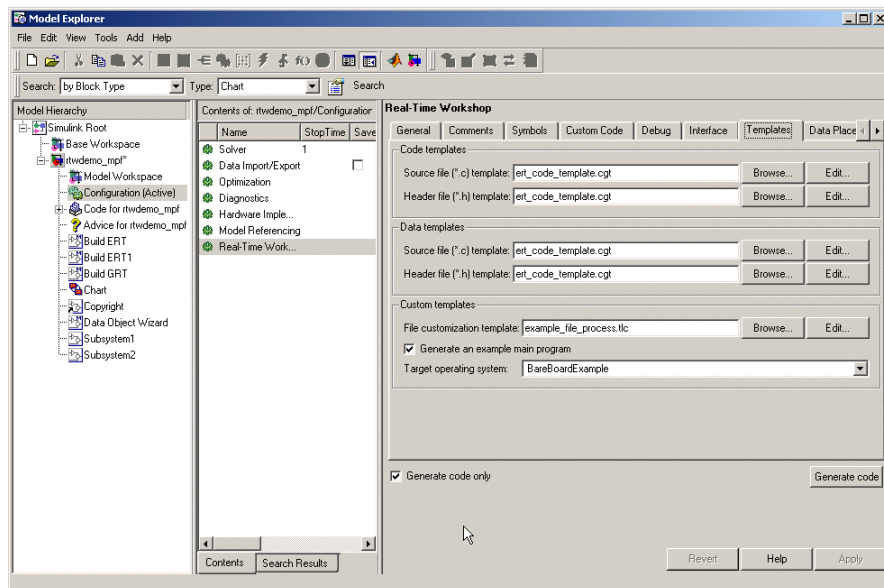 Model Explorer
File Edit View Tools Add Help
Search: by Block Type Type: Chart Search
Model Hierarchy
Simulink Root
Base Workspace
rtwdemo_mpf*
Model Workspace
Configuration (Active)
Code for rtwdemo_mpf
Advice for rtwdemo_mpf
Build ERT
Build ERT1
Build GRT
Chart
Copyright
Data Object Wizard
Subsystem1
Subsystem2
Contents of: rtwdemo_mpf/Configuration
Name StopTime Save
Solver 1
Data Import/Export
Optimization
Diagnostics
Hardware Imple...
Model Referencing
Real-Time Work...
Contents Search Results
Real-Time Workshop
General Comments Symbols Custom Code Debug Interface Templates Data Place
Code templates
Source file (*.c) template: ert_code_template.cgt Browse... Edit...
Header file (*.h) template: ert_code_template.cgt Browse... Edit...
Data templates
Source file (*.c) template: ert_code_template.cgt Browse... Edit...
Header file (*.h) template: ert_code_template.cgt Browse... Edit...
Custom templates
File customization template: example_file_process.tlc Browse... Edit...
Generate an example main program
Target operating system: BareBoardExample
Generate code only Generate code
Revert Help Apply